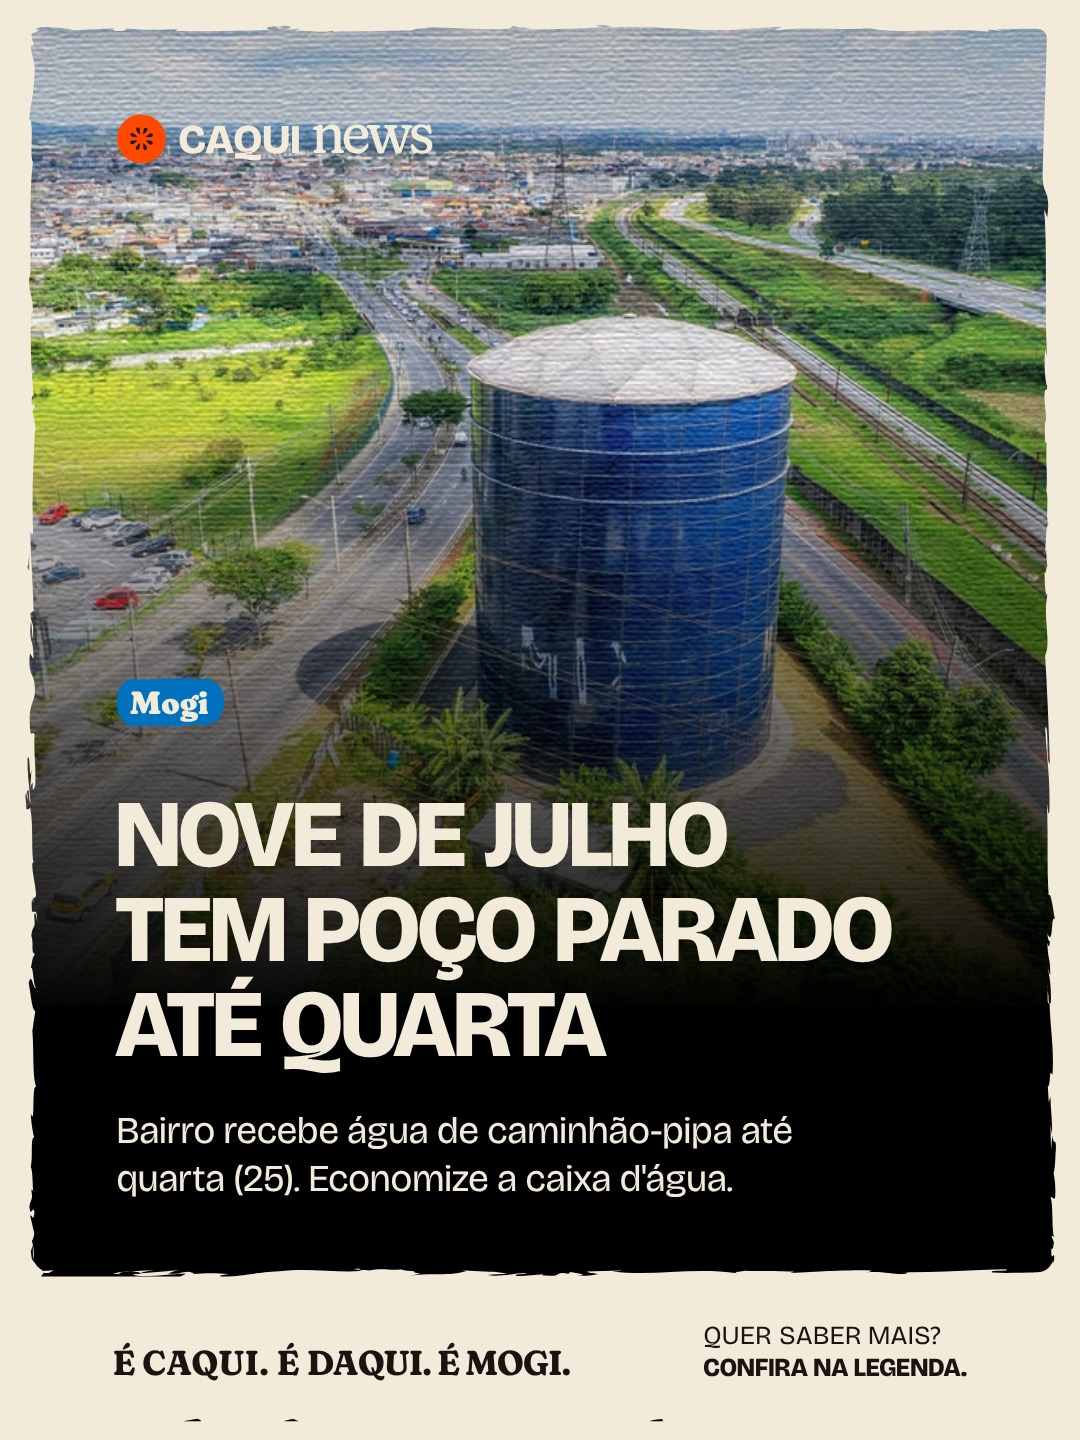 CAQUI news
Mogi
NOVE DE JULHO
TEM POÇO PARADO
ATÉ QUARTA
Bairro recebe água de caminhão-pipa até
quarta (25). Economize a caixa d'água.
É CAQUI. É DAQUI. É MOGI.
QUER SABER MAIS?
CONFIRA NA LEGENDA.